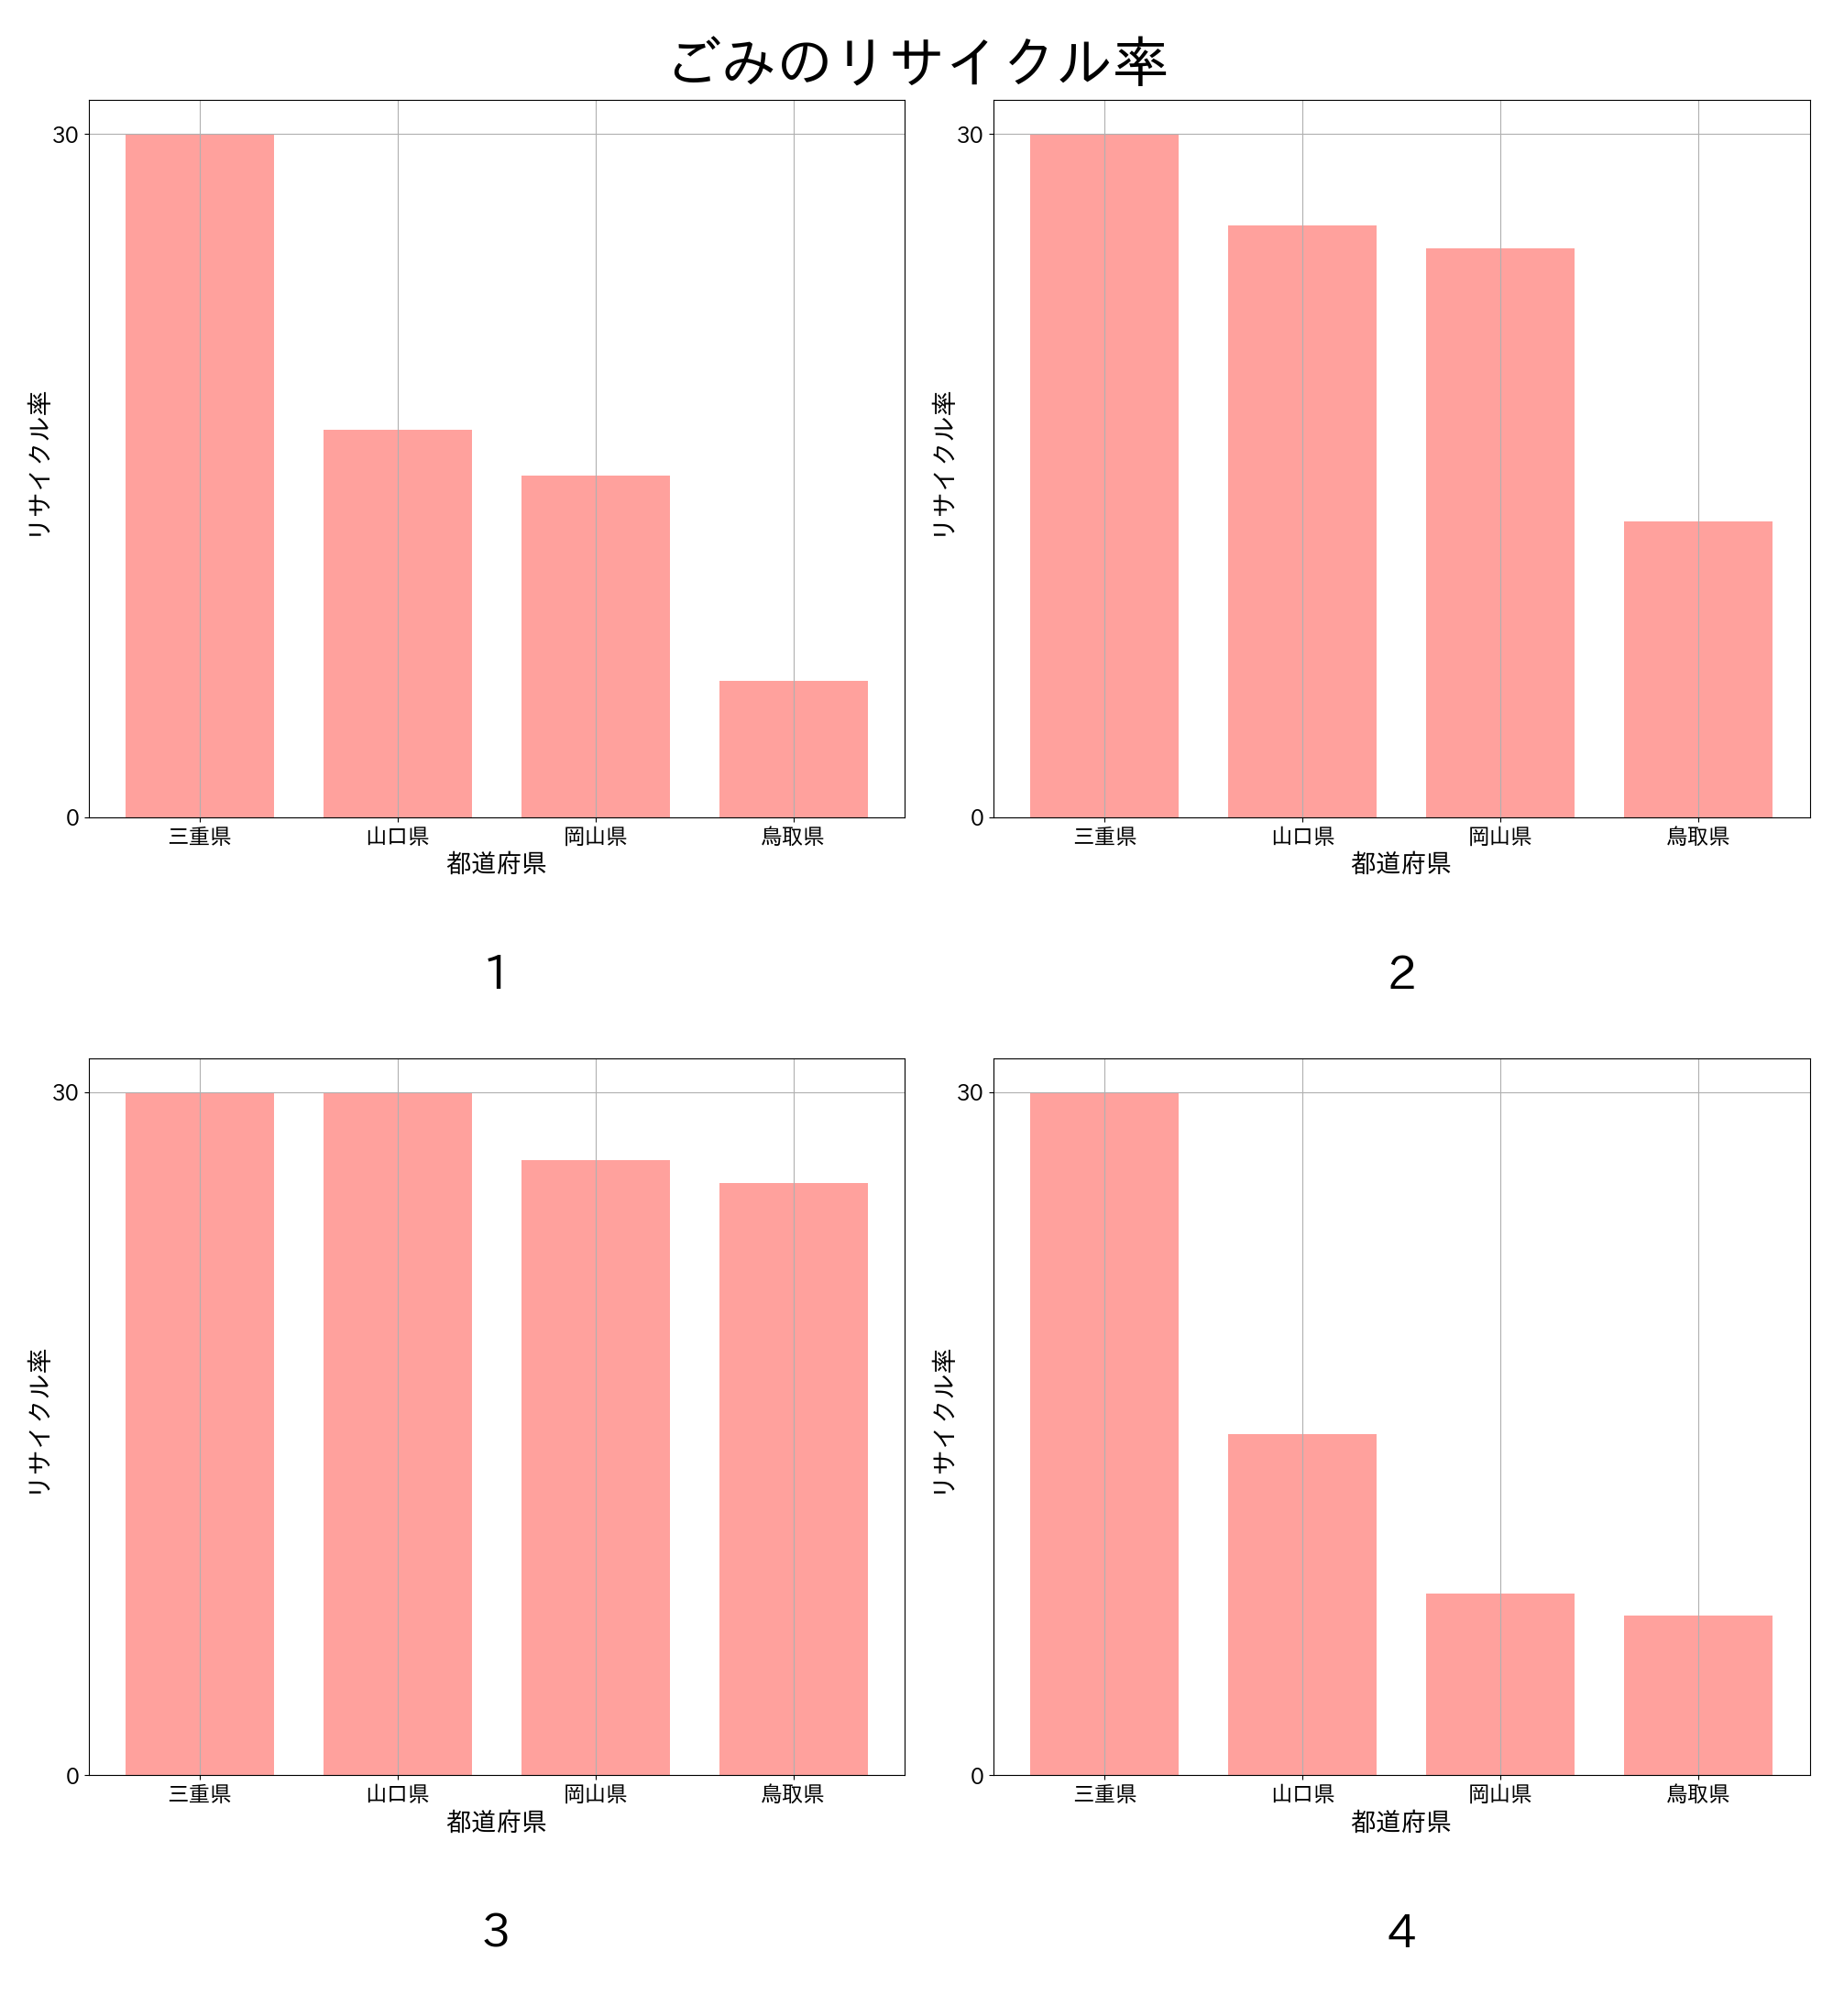 ごみのリサイクル率
30
0
リサイクル率
三重県 山口県 岡山県 鳥取県
都道府県
1
30
0
リサイクル率
三重県 山口県 岡山県 鳥取県
都道府県
2
30
0
リサイクル率
三重県 山口県 岡山県 鳥取県
都道府県
3
30
0
リサイクル率
三重県 山口県 岡山県 鳥取県
都道府県
4